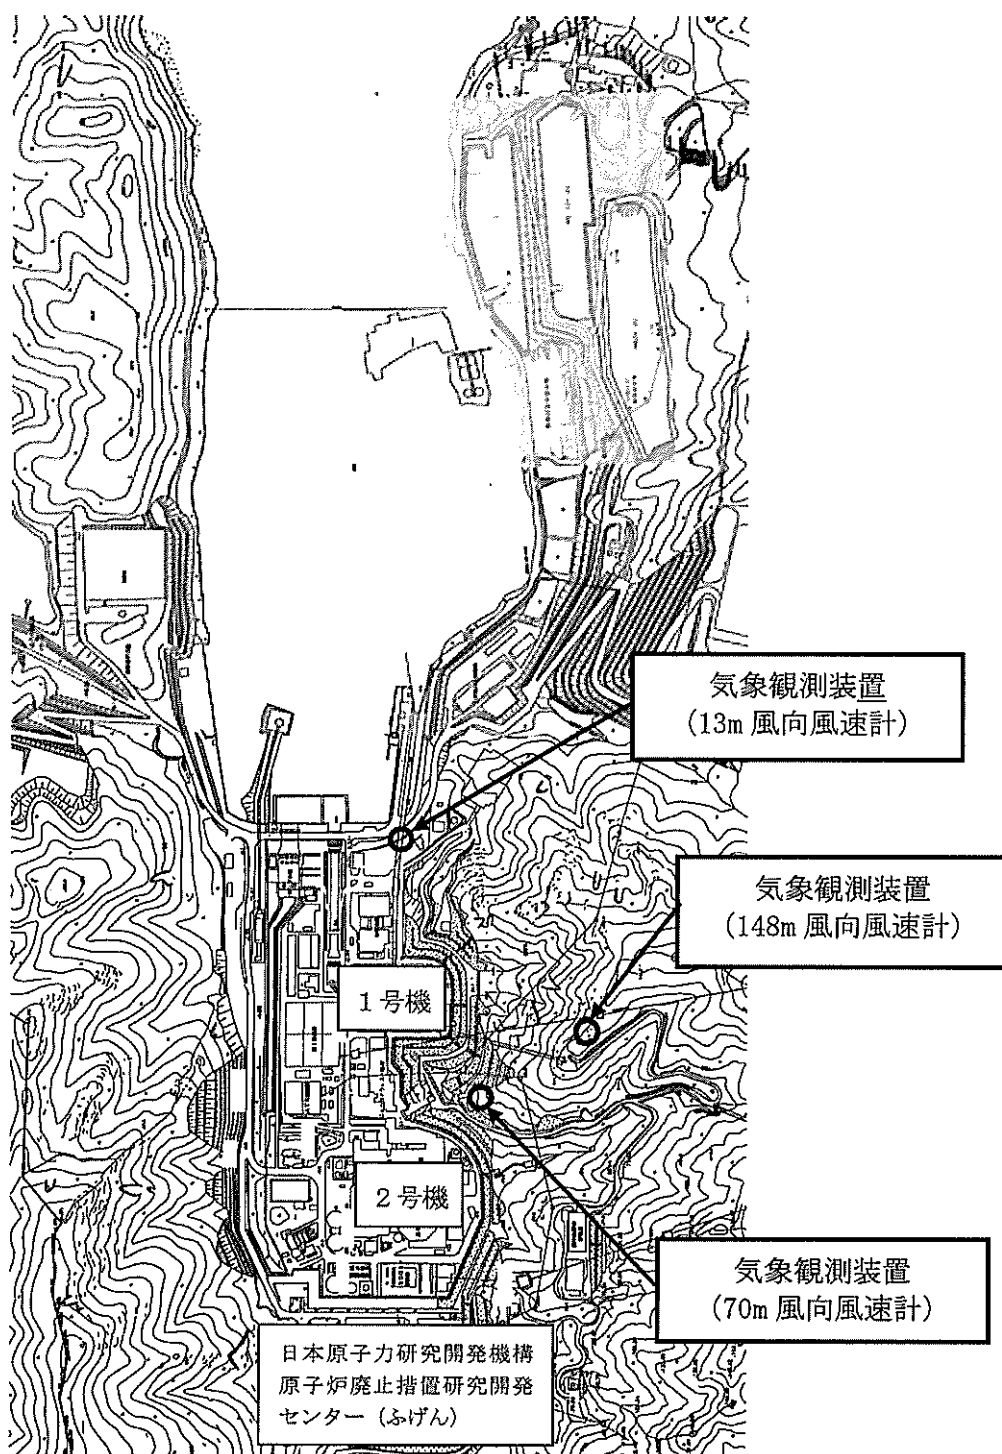 気象観測装置
(13m 風向風速計)
気象観測装置
(148m 風向風速計)
1号機
2号機
気象観測装置
(70m 風向風速計)
日本原子力研究開発機構
原子炉廃止措置研究開発
センター (ふげん)